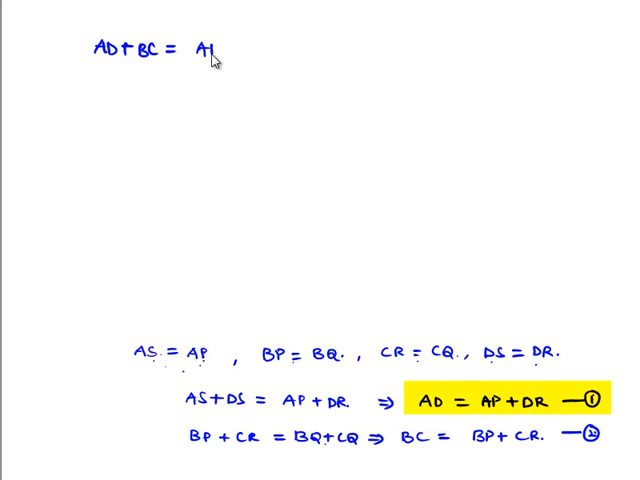 AD+BC = A
AS = AP , BP = BQ. , CR = CQ., DS = DR.
AS+DS = AP+DR. ⇒ AD = AP+DR —①
BP+CR = BQ+CQ ⇒ BC = BP+CR. —②